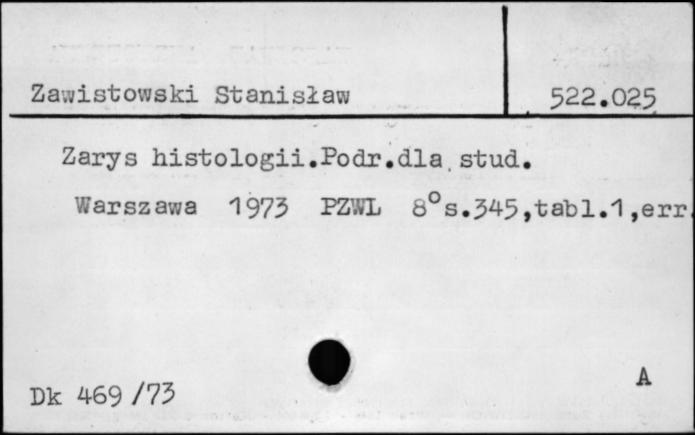 Zawistowski Stanisław 522.025
Zarys histologii.Podr.dla stud.
Warszawa 1973 PZWL 8°s.345,tabl.1,err.
A
Dk 469/73